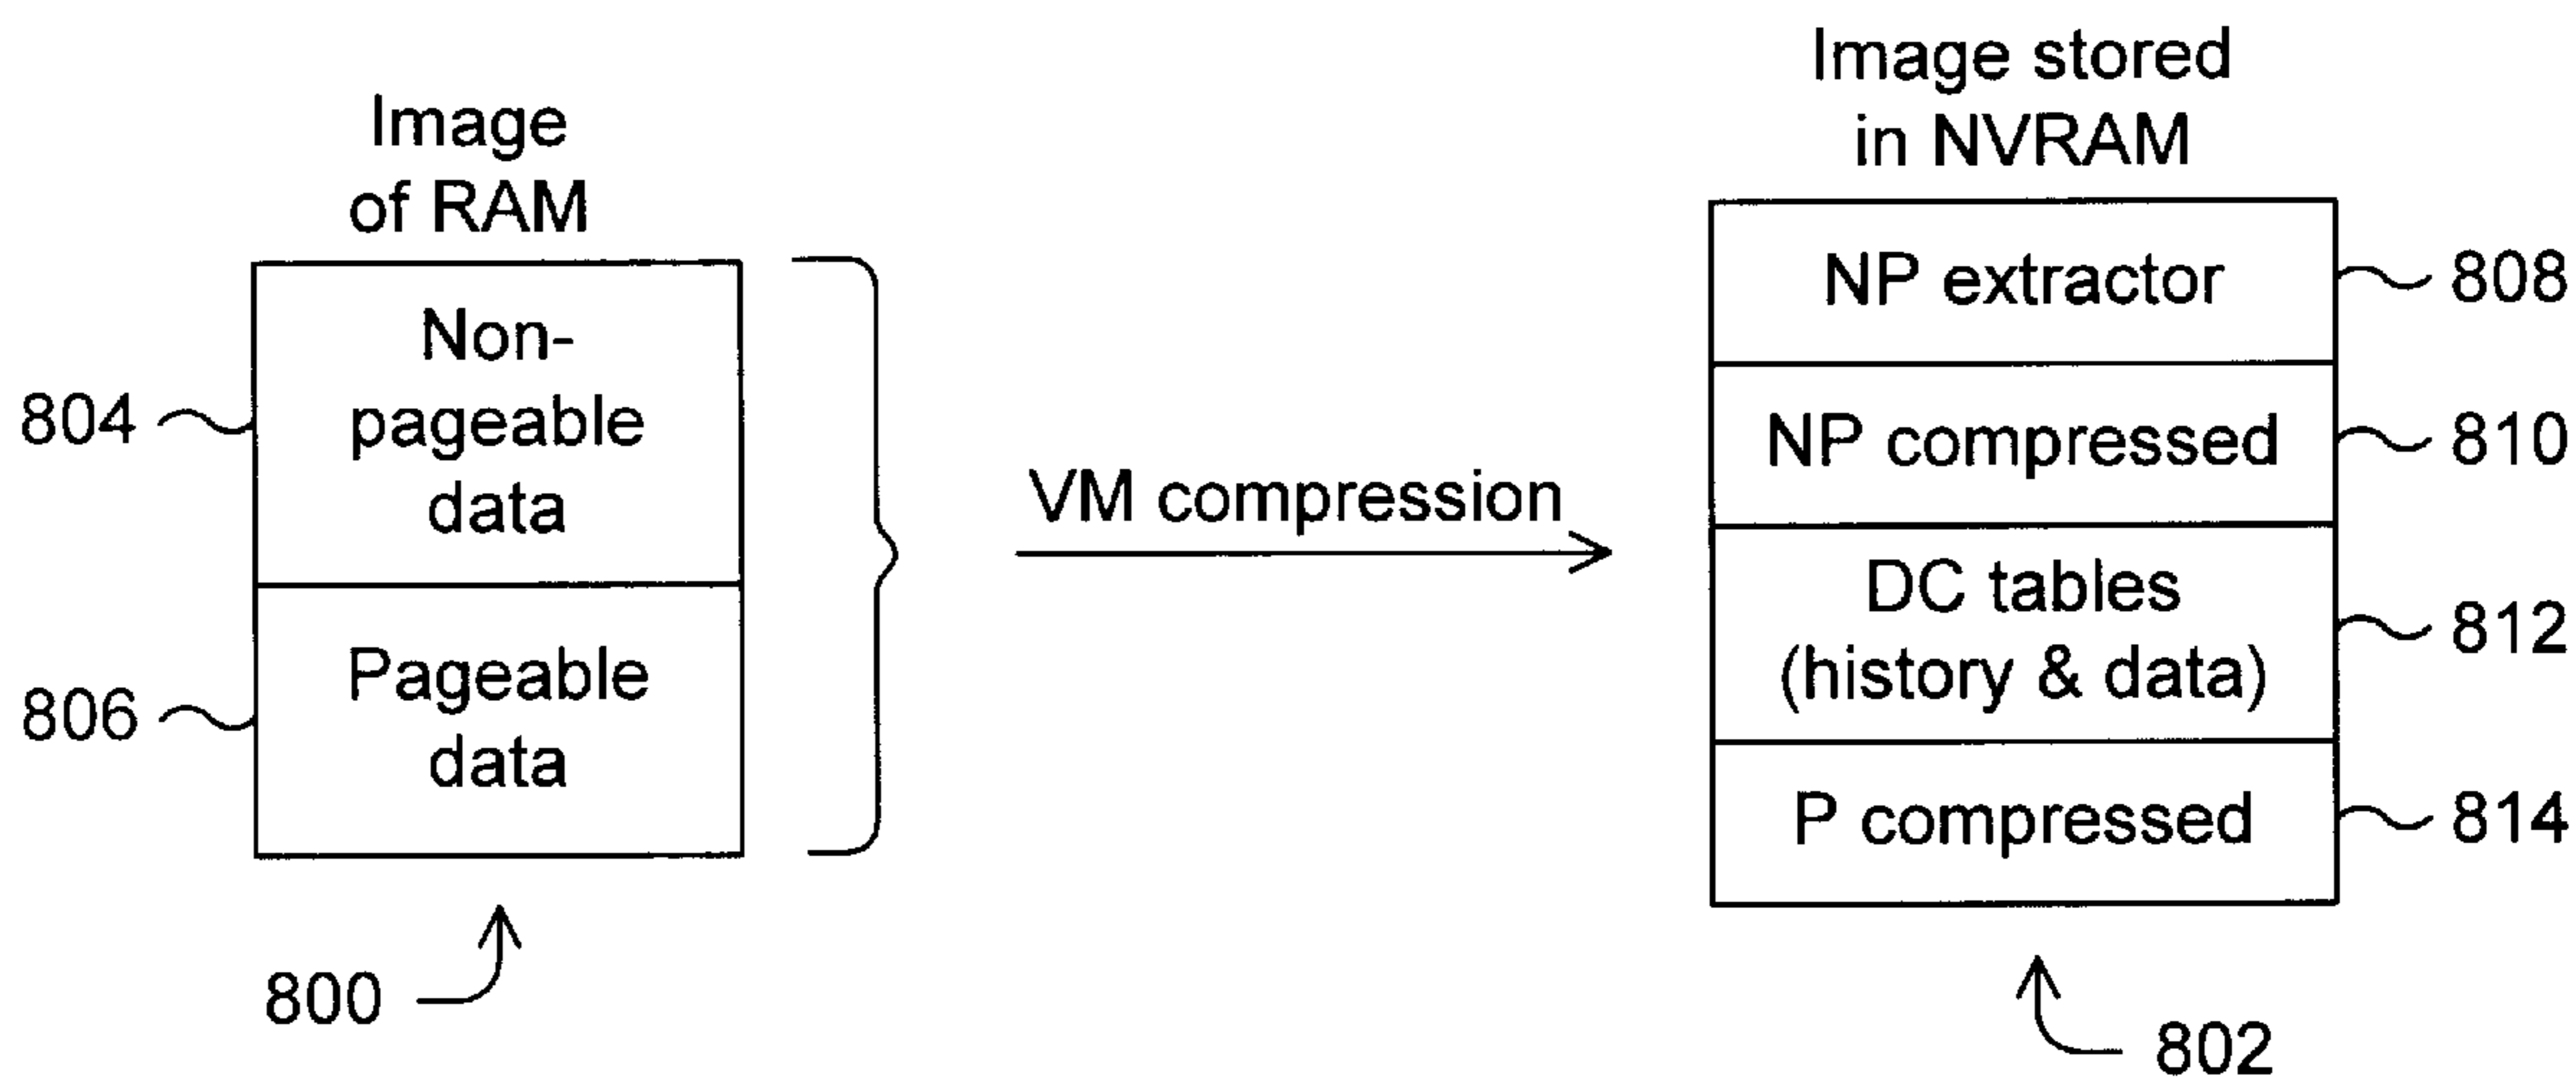 Image
of RAM
Non-
pageable
data
Pageable
data
804
806
800
VM compression
Image stored
in NVRAM
NP extractor
NP compressed
DC tables
(history & data)
P compressed
808
810
812
814
802